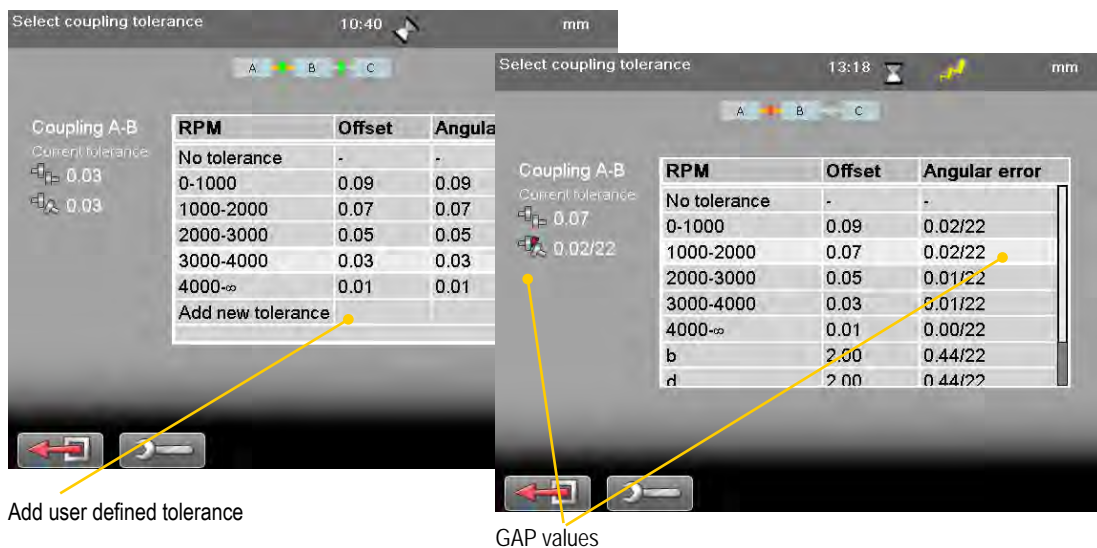 Select coupling tolerance 10:40 mm
A B C
Coupling A-B
Current tolerance
0.03
0.03
RPM Offset Angula
No tolerance - -
0-1000 0.09 0.09
1000-2000 0.07 0.07
2000-3000 0.05 0.05
3000-4000 0.03 0.03
4000-∞ 0.01 0.01
Add new tolerance
Add user defined tolerance
Select coupling tolerance 13:18 mm
A B C
Coupling A-B
Current tolerance
0.07
0.02/22
RPM Offset Angular error
No tolerance - -
0-1000 0.09 0.02/22
1000-2000 0.07 0.02/22
2000-3000 0.05 0.01/22
3000-4000 0.03 0.01/22
4000-∞ 0.01 0.00/22
b 2.00 0.44/22
d 2.00 0.44/22
GAP values